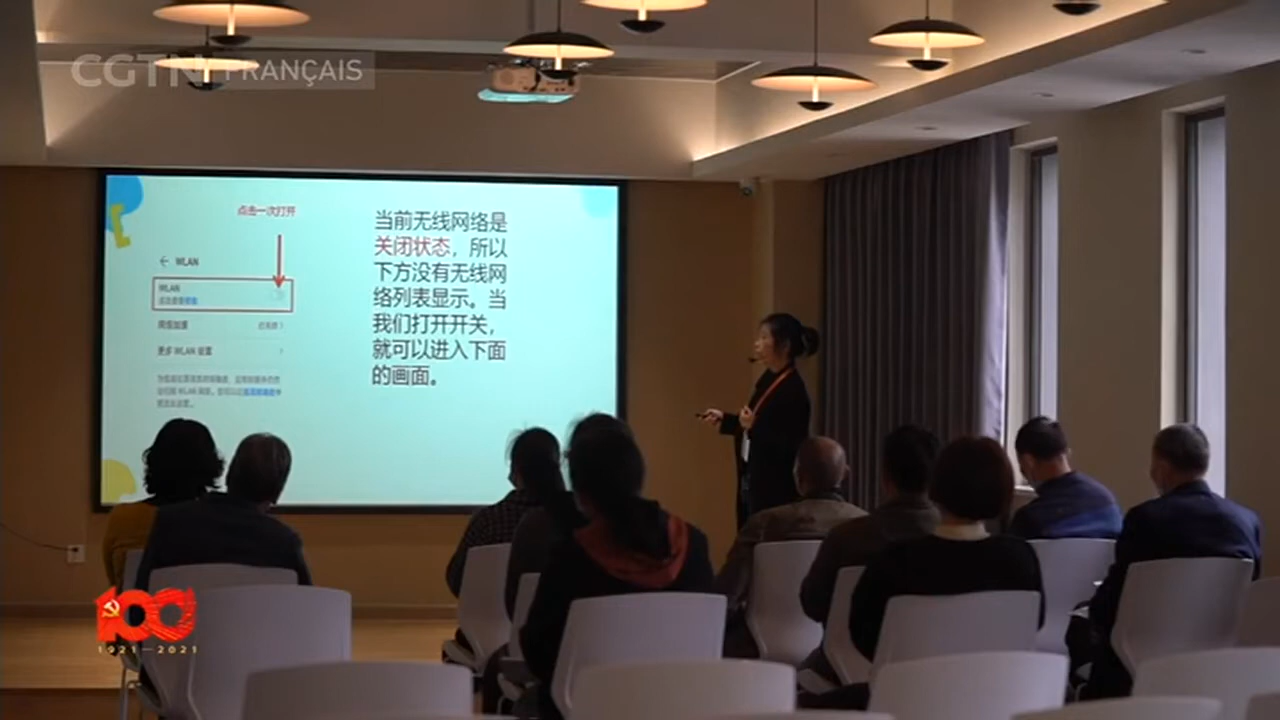 CGTN FRANÇAIS
点击一次打开
当前无线网络是
关闭状态，所以
下方没有无线网
络列表显示。当
我们打开开关，
就可以进入下面
的画面。
← WLAN
WLAN
更多 WLAN 设置
100
1921—2021